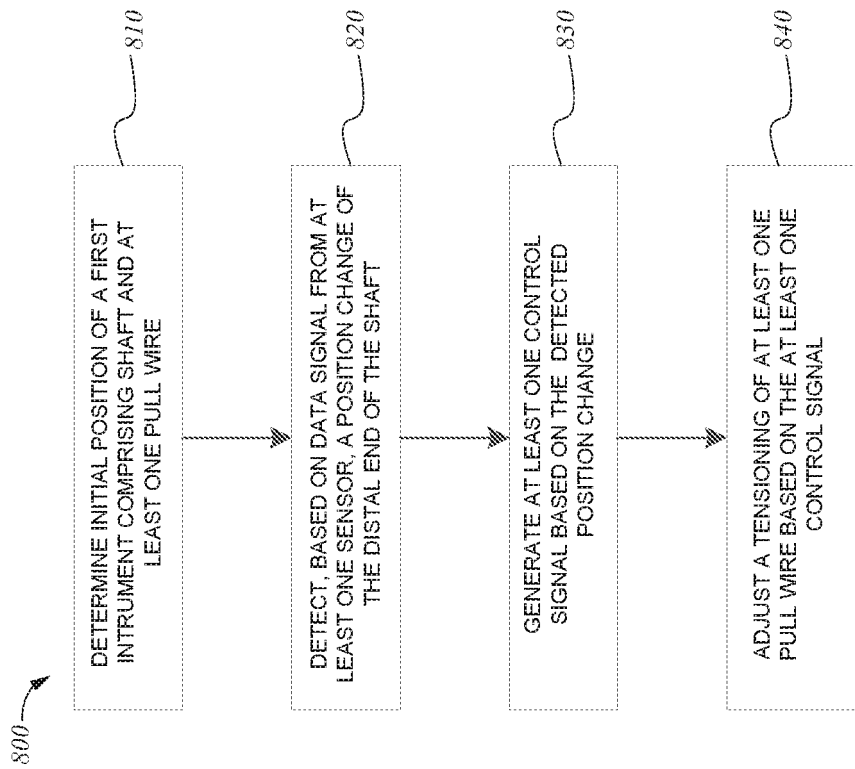 800
DETERMINE INITIAL POSITION OF A FIRST
INTRUMENT COMPRISING SHAFT AND AT
LEAST ONE PULL WIRE
810
DETECT, BASED ON DATA SIGNAL FROM AT
LEAST ONE SENSOR, A POSITION CHANGE OF
THE DISTAL END OF THE SHAFT
820
GENERATE AT LEAST ONE CONTROL
SIGNAL BASED ON THE DETECTED
POSITION CHANGE
830
ADJUST A TENSIONING OF AT LEAST ONE
PULL WIRE BASED ON THE AT LEAST ONE
CONTROL SIGNAL
840